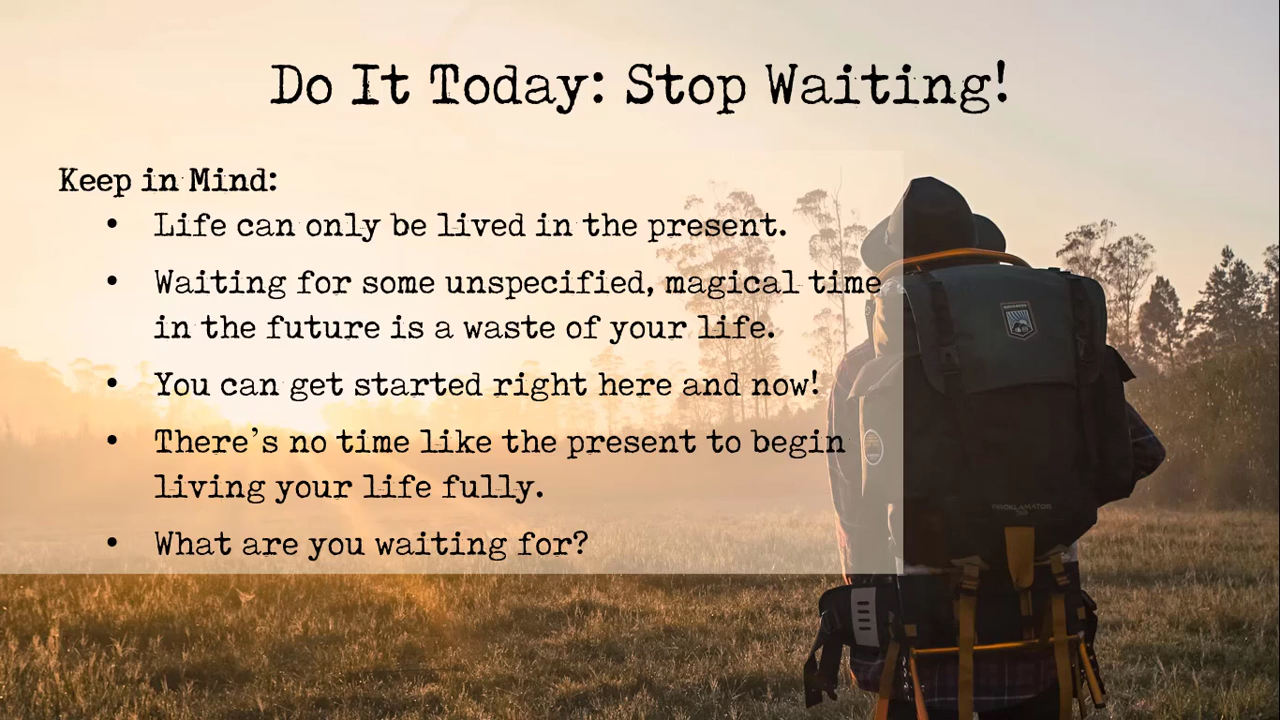 Do It Today: Stop Waiting!
Keep in Mind:
• Life can only be lived in the present.
• Waiting for some unspecified, magical time
in the future is a waste of your life.
• You can get started right here and now!
• There's no time like the present to begin
living your life fully.
• What are you waiting for?